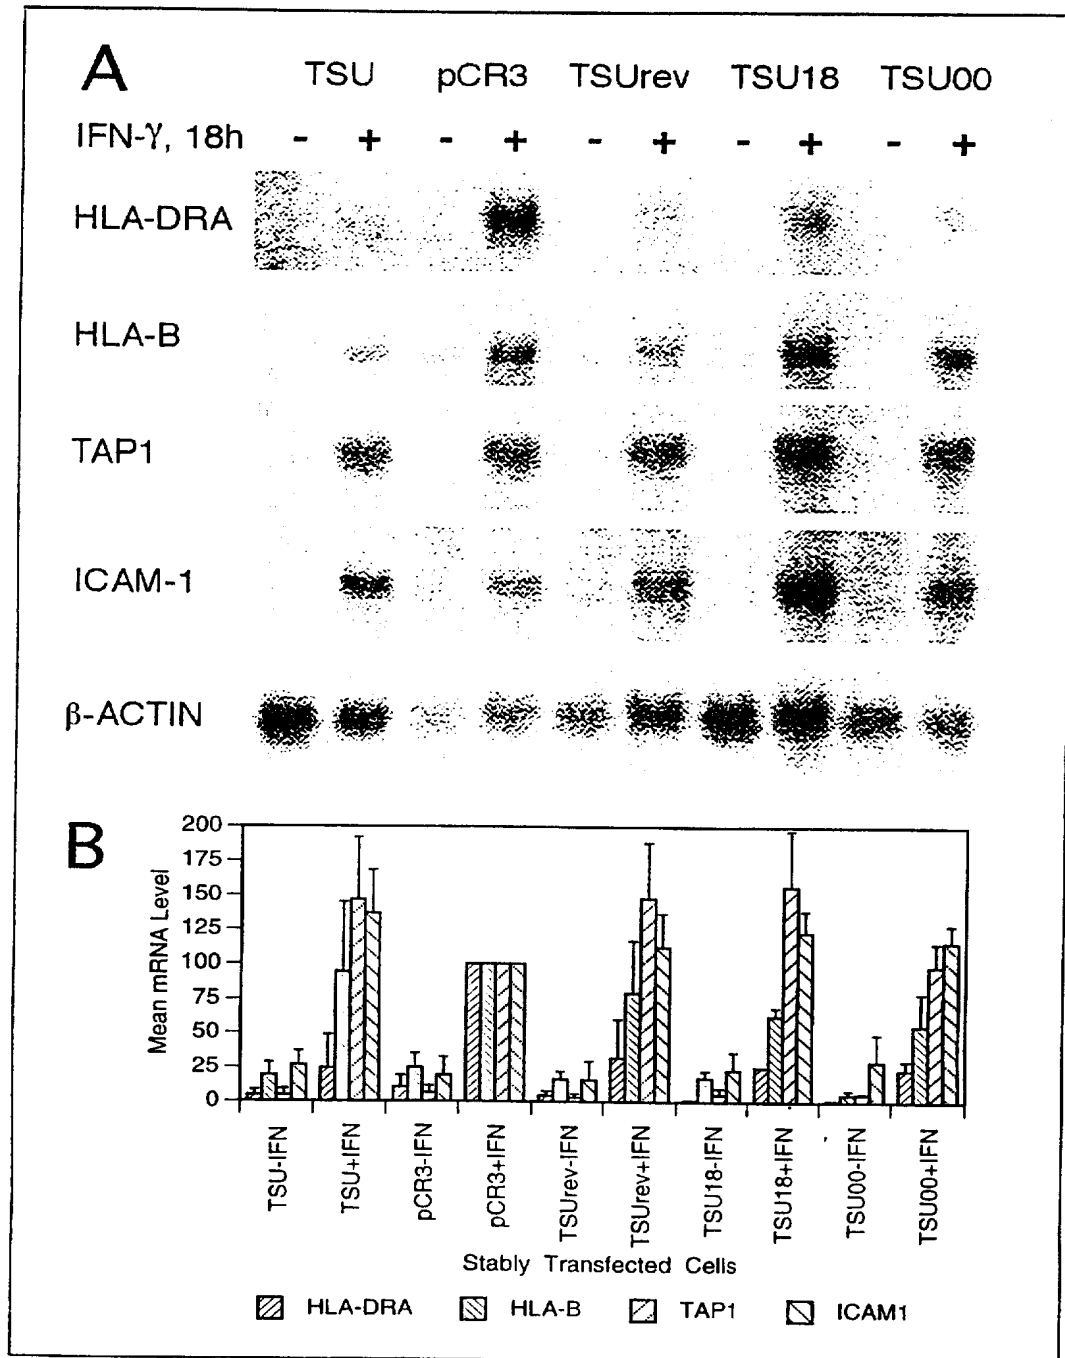 A
TSU pCR3 TSUrev TSU18 TSU00
IFN-γ, 18h - + - + - + - + - +
HLA-DRA
HLA-B
TAP1
ICAM-1
β-ACTIN
B
Mean mRNA Level
200
175
150
125
100
75
50
25
0
TSU-IFN
TSU+IFN
pCR3-IFN
pCR3+IFN
TSUrev-IFN
TSUrev+IFN
TSU18-IFN
TSU18+IFN
TSU00-IFN
TSU00+IFN
Stably Transfected Cells
HLA-DRA HLA-B TAP1 ICAM1